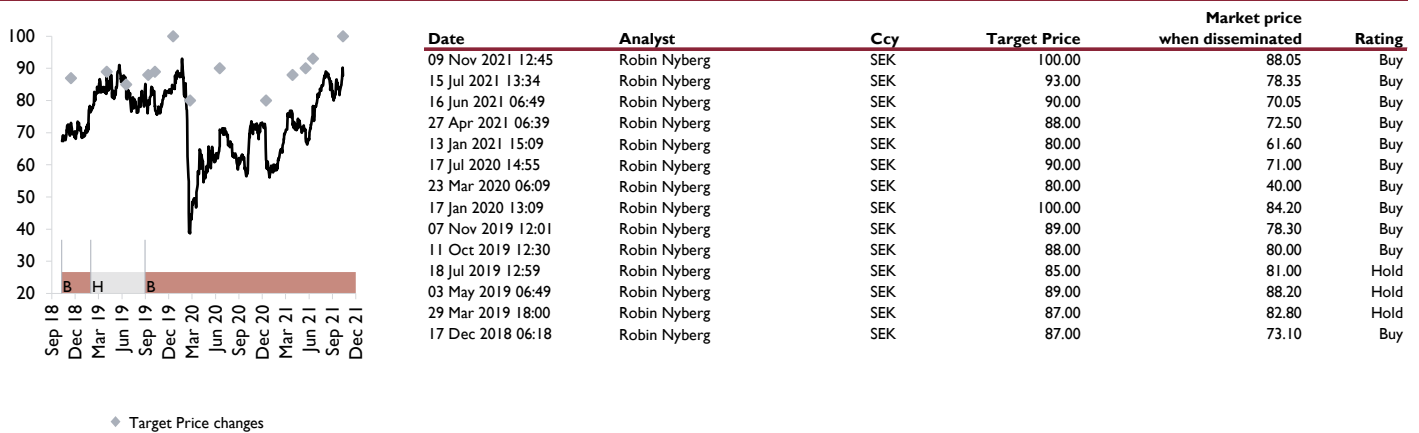 100
90
80
70
60
50
40
30
20
B H B
Sep 18
Dec 18
Mar 19
Jun 19
Sep 19
Dec 19
Mar 20
Jun 20
Sep 20
Dec 20
Mar 21
Jun 21
Sep 21
Dec 21
Target Price changes
Market price
Date Analyst Ccy Target Price when disseminated Rating
09 Nov 2021 12:45 Robin Nyberg SEK 100.00 88.05 Buy
15 Jul 2021 13:34 Robin Nyberg SEK 93.00 78.35 Buy
16 Jun 2021 06:49 Robin Nyberg SEK 90.00 70.05 Buy
27 Apr 2021 06:39 Robin Nyberg SEK 88.00 72.50 Buy
13 Jan 2021 15:09 Robin Nyberg SEK 80.00 61.60 Buy
17 Jul 2020 14:55 Robin Nyberg SEK 90.00 71.00 Buy
23 Mar 2020 06:09 Robin Nyberg SEK 80.00 40.00 Buy
17 Jan 2020 13:09 Robin Nyberg SEK 100.00 84.20 Buy
07 Nov 2019 12:01 Robin Nyberg SEK 89.00 78.30 Buy
11 Oct 2019 12:30 Robin Nyberg SEK 88.00 80.00 Buy
18 Jul 2019 12:59 Robin Nyberg SEK 85.00 81.00 Hold
03 May 2019 06:49 Robin Nyberg SEK 89.00 88.20 Hold
29 Mar 2019 18:00 Robin Nyberg SEK 87.00 82.80 Hold
17 Dec 2018 06:18 Robin Nyberg SEK 87.00 73.10 Buy